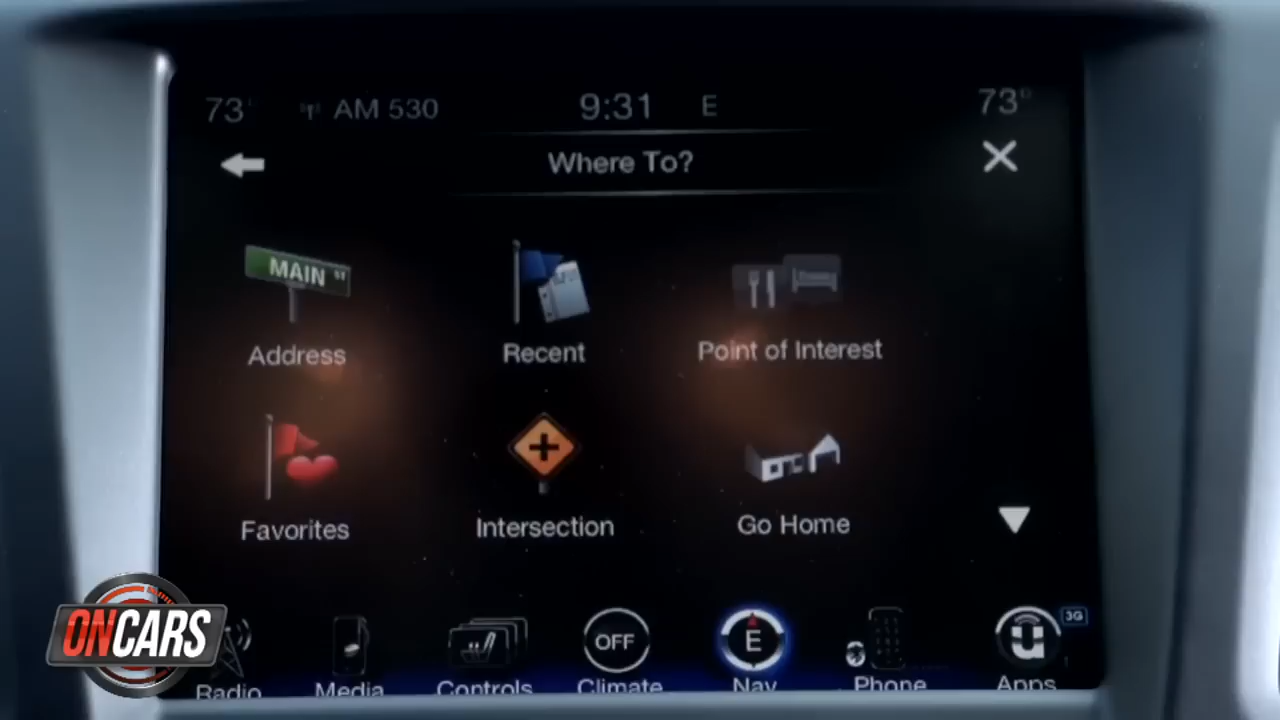 73° AM 530 9:31 E 73°
Where To?
MAIN ST
Address
Recent
Point of Interest
Favorites
Intersection
Go Home
ONCARS
OFF
E
3G
Radio
Media
Controls
Climate
Nav
Phone
Apps